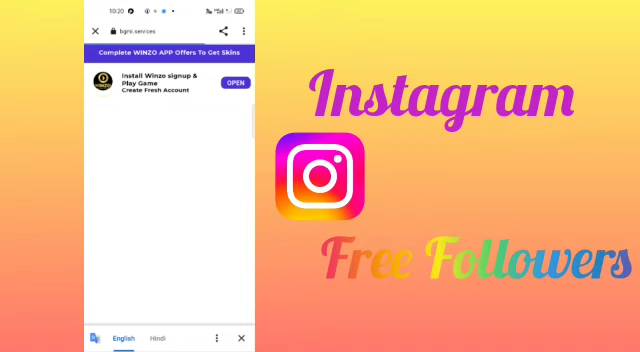 10:20
bgmi.services
Complete WINZO APP Offers To Get Skins
WINZO
Install Winzo signup &
Play Game
Create Fresh Account
OPEN
Instagram
Free Followers
English Hindi